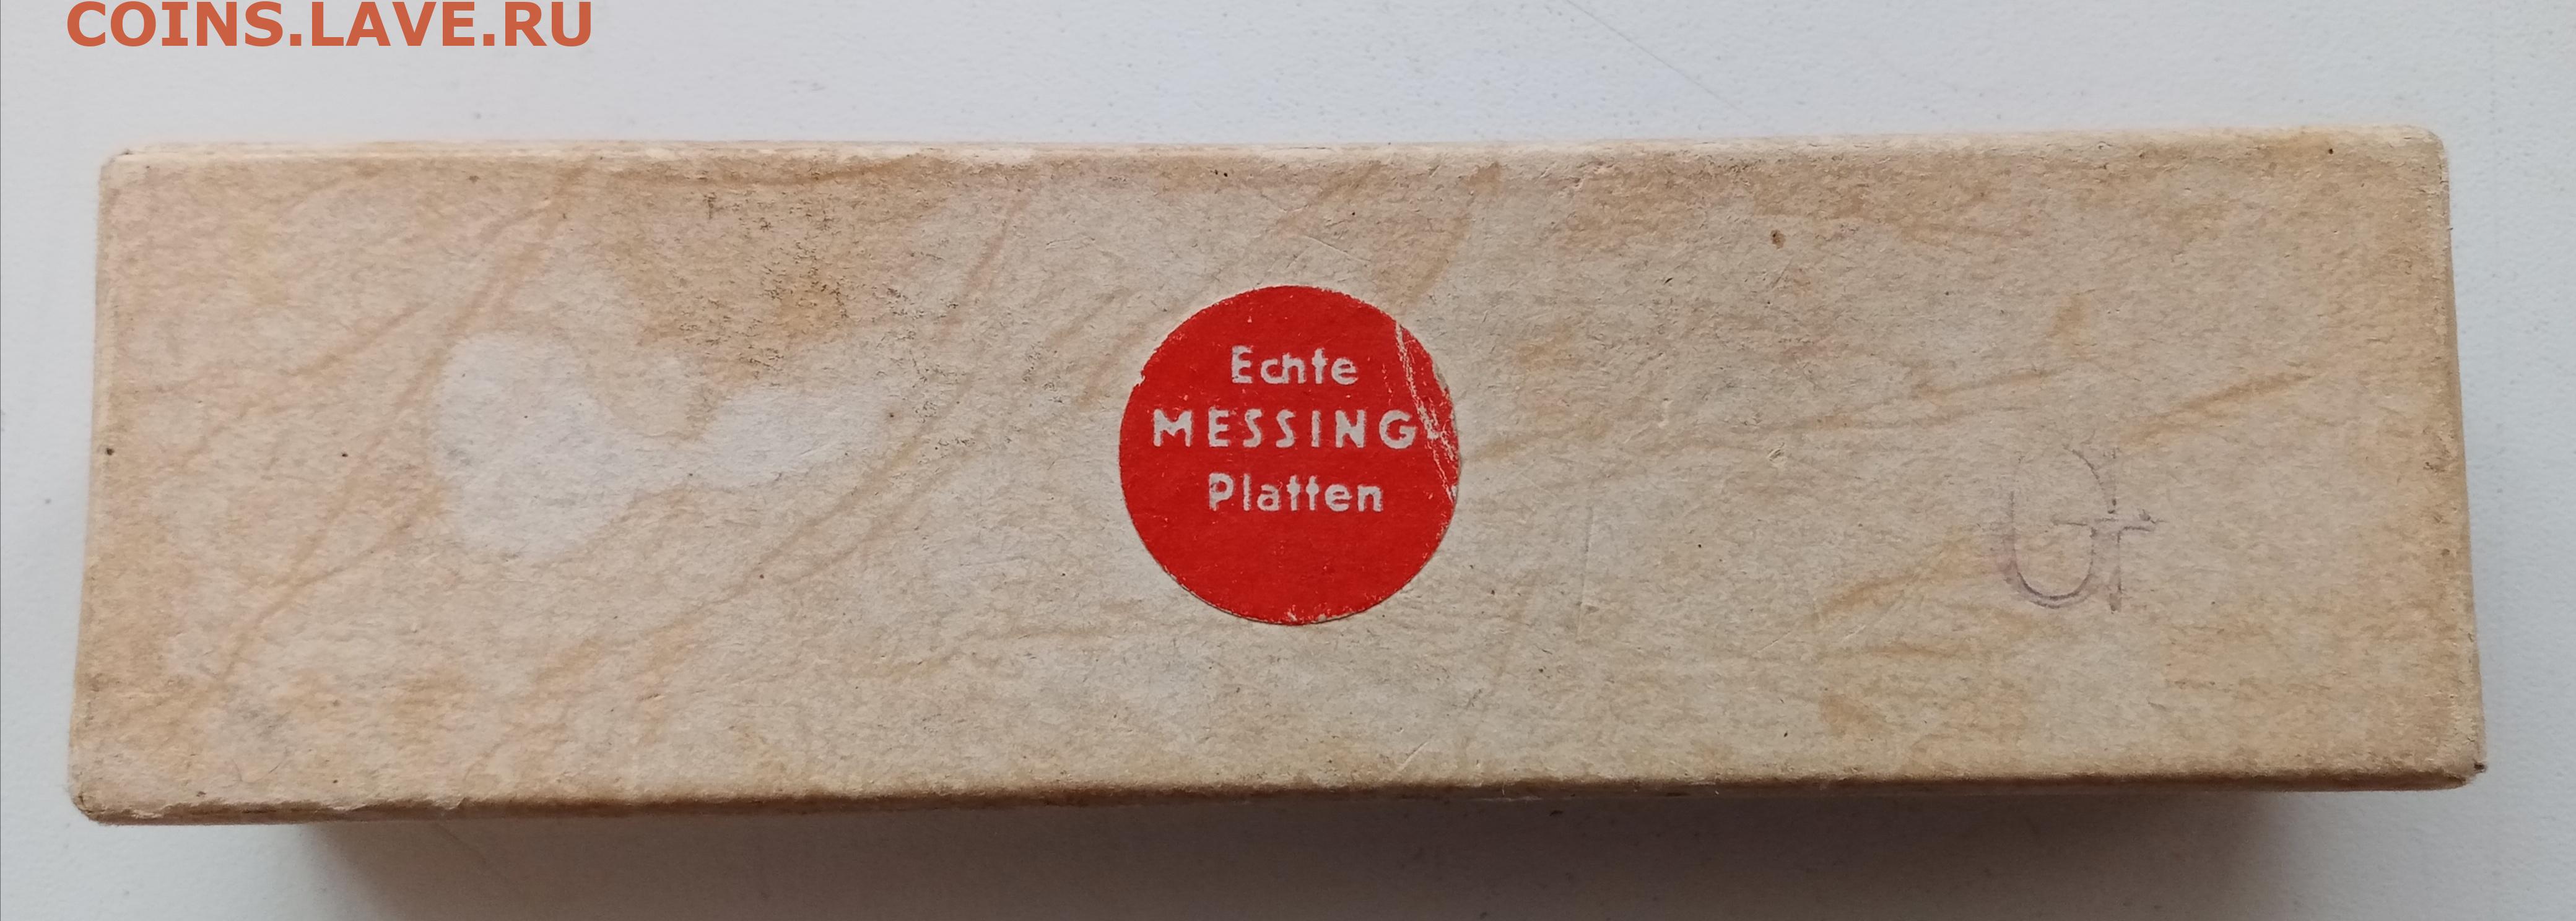 COINS.LAVE.RU
Echte
MESSING-
Platten